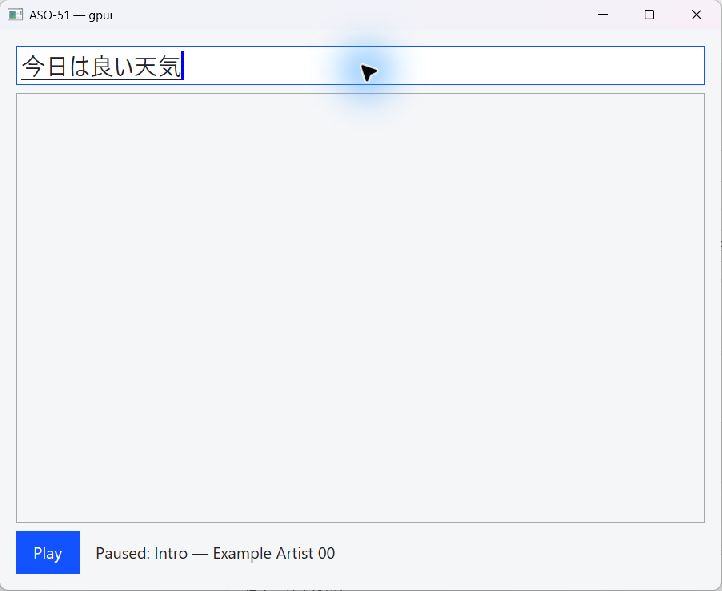 ASO-51 — gpui
今日は良い天気
Play
Paused: Intro — Example Artist 00